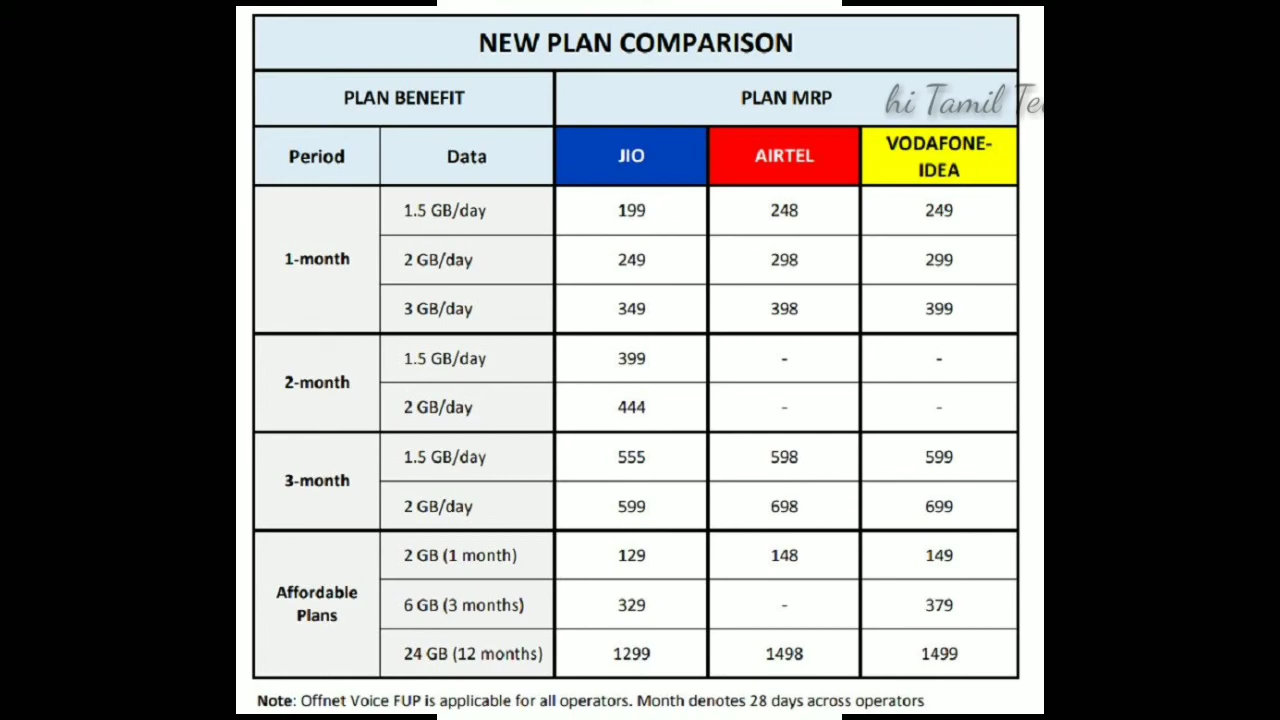 NEW PLAN COMPARISON
PLAN BENEFIT PLAN MRP hi Tamil
Period Data JIO AIRTEL VODAFONE-
IDEA
1-month
1.5 GB/day 199 248 249
2 GB/day 249 298 299
3 GB/day 349 398 399
2-month
1.5 GB/day 399 - -
2 GB/day 444 - -
3-month
1.5 GB/day 555 598 599
2 GB/day 599 698 699
Affordable
Plans
2 GB (1 month) 129 148 149
6 GB (3 months) 329 - 379
24 GB (12 months) 1299 1498 1499
Note: Offnet Voice FUP is applicable for all operators. Month denotes 28 days across operators